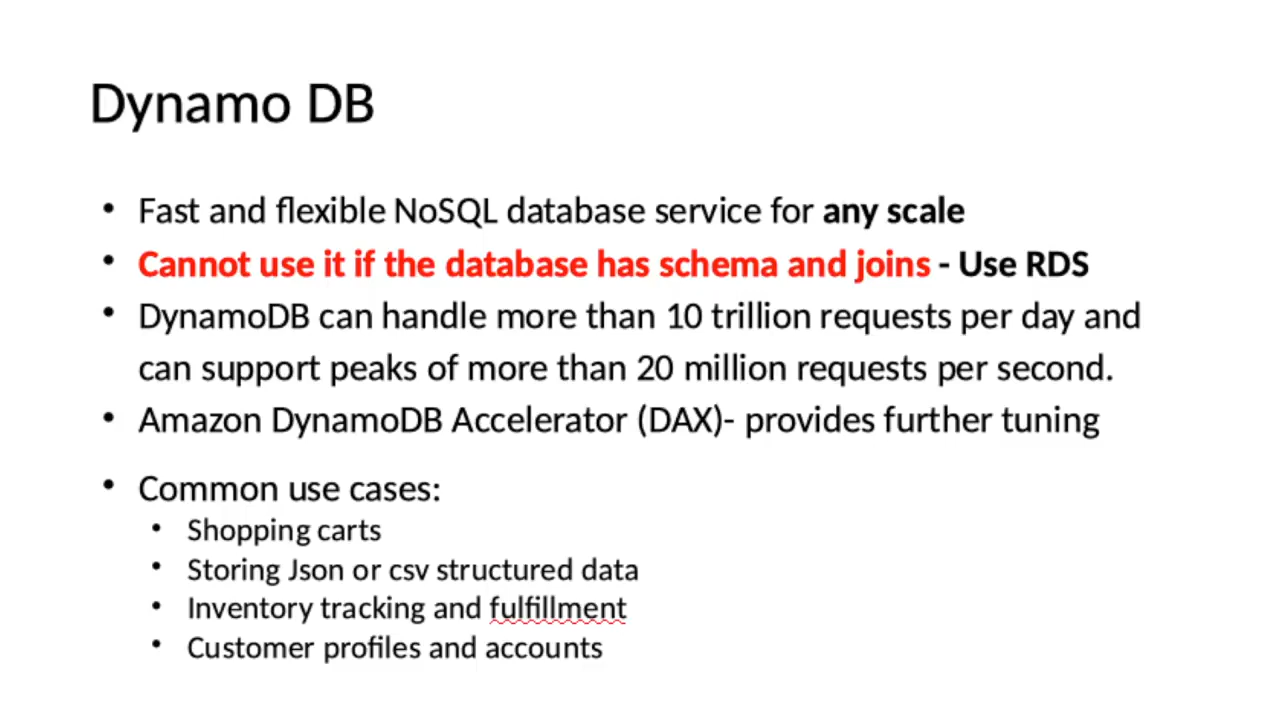 Dynamo DB
• Fast and flexible NoSQL database service for any scale
• Cannot use it if the database has schema and joins - Use RDS
• DynamoDB can handle more than 10 trillion requests per day and
can support peaks of more than 20 million requests per second.
• Amazon DynamoDB Accelerator (DAX)- provides further tuning
• Common use cases:
• Shopping carts
• Storing Json or csv structured data
• Inventory tracking and fulfillment
• Customer profiles and accounts